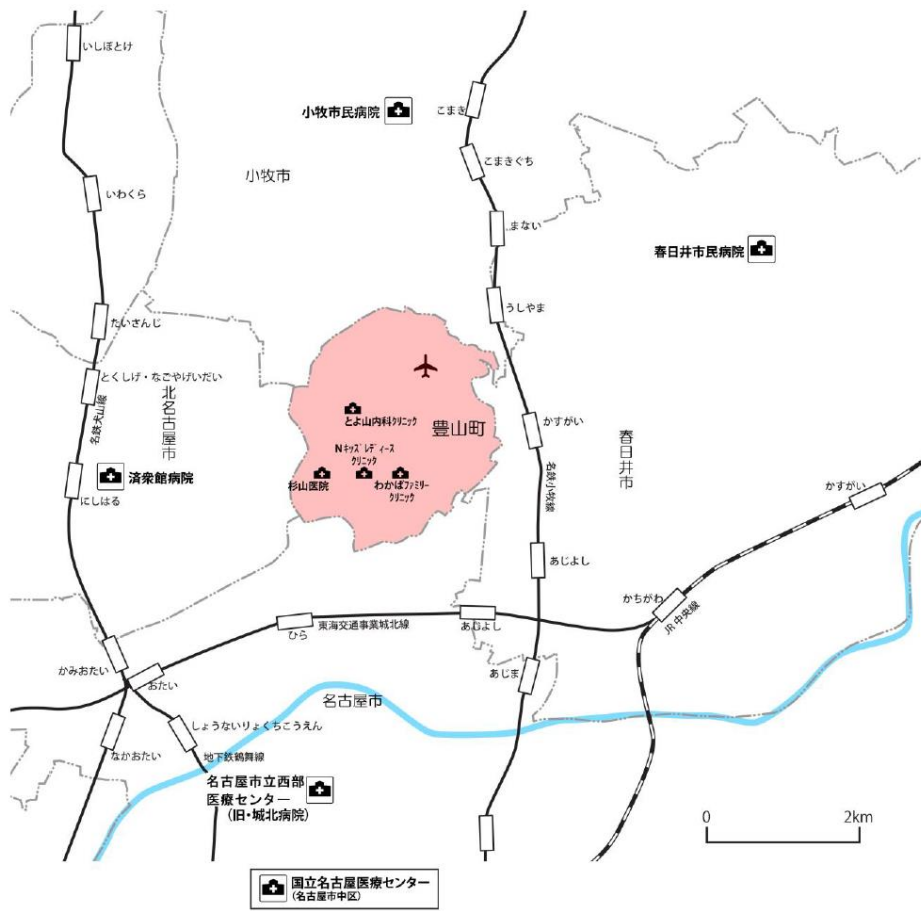 いしぼとけ
小牧市民病院
こまき
こまきぐち
小牧市
いわくら
まない
春日井市民病院
うしやま
たいさんじ
とくしげ・なごやげいだい
名鉄犬山線
北名古屋市
とよ山内科クリニック
豊山町
かすがい
春日井市
Nキッズレディース
クリニック
杉山医院
わかばファミリー
クリニック
済衆館病院
にしはる
名鉄小牧線
かすがい
あじよし
かちがわ
JR中央線
ひら
東海交通事業城北線
あじよし
かみおたい
おたい
あじま
名古屋市
しょうないりょくちこうえん
なかおたい
地下鉄鶴舞線
名古屋市立西部
医療センター
(旧・城北病院)
0
2km
国立名古屋医療センター
(名古屋市中区)